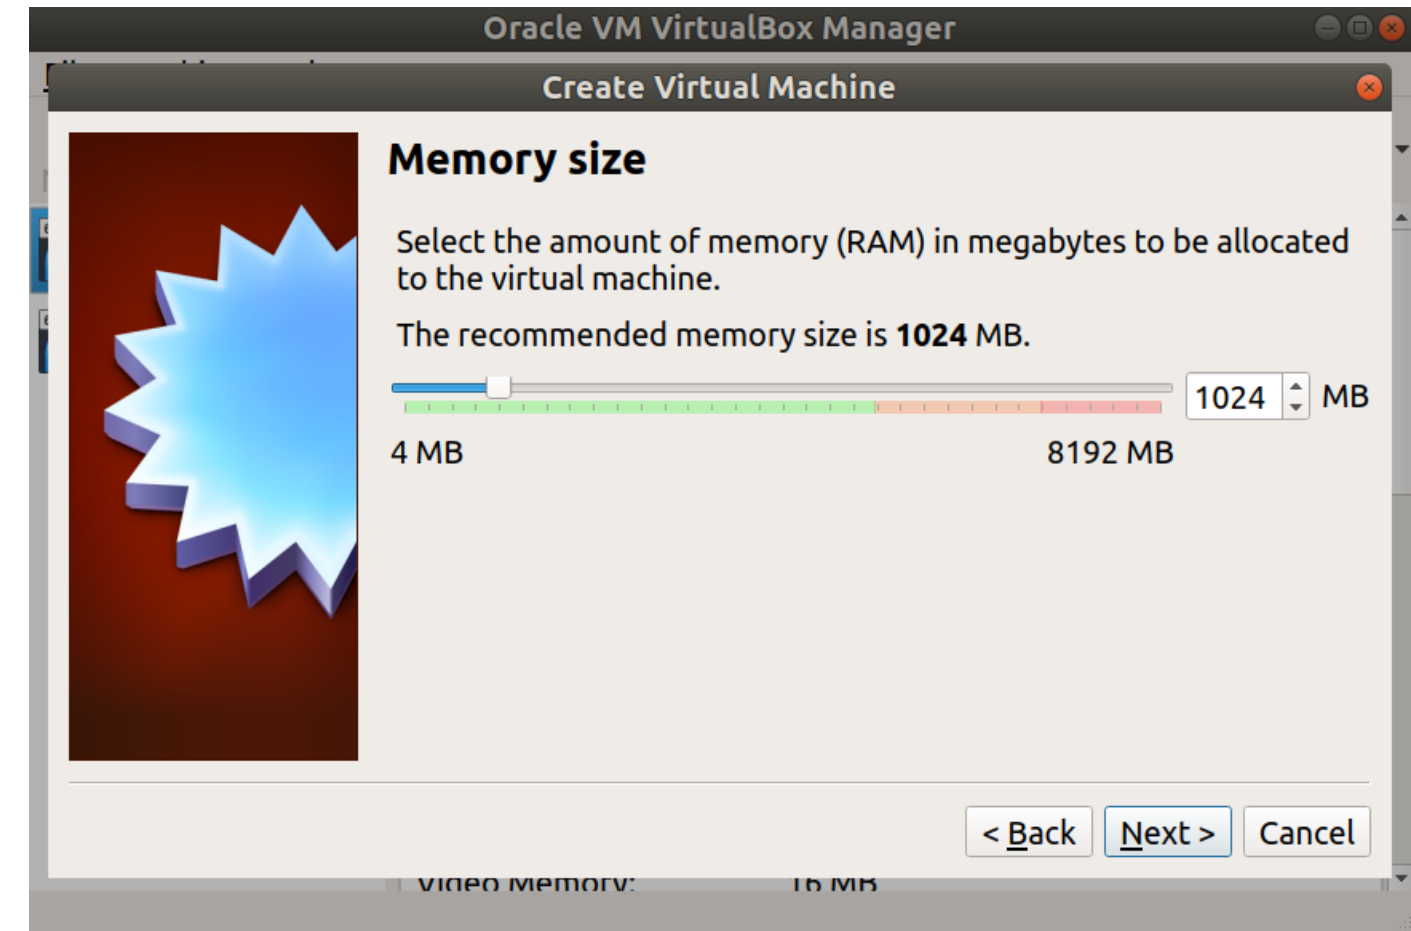 Oracle VM VirtualBox Manager
Create Virtual Machine
Memory size
Select the amount of memory (RAM) in megabytes to be allocated
to the virtual machine.
The recommended memory size is 1024 MB.
1024 MB
4 MB 8192 MB
< Back Next > Cancel
Video Memory: 16 MB